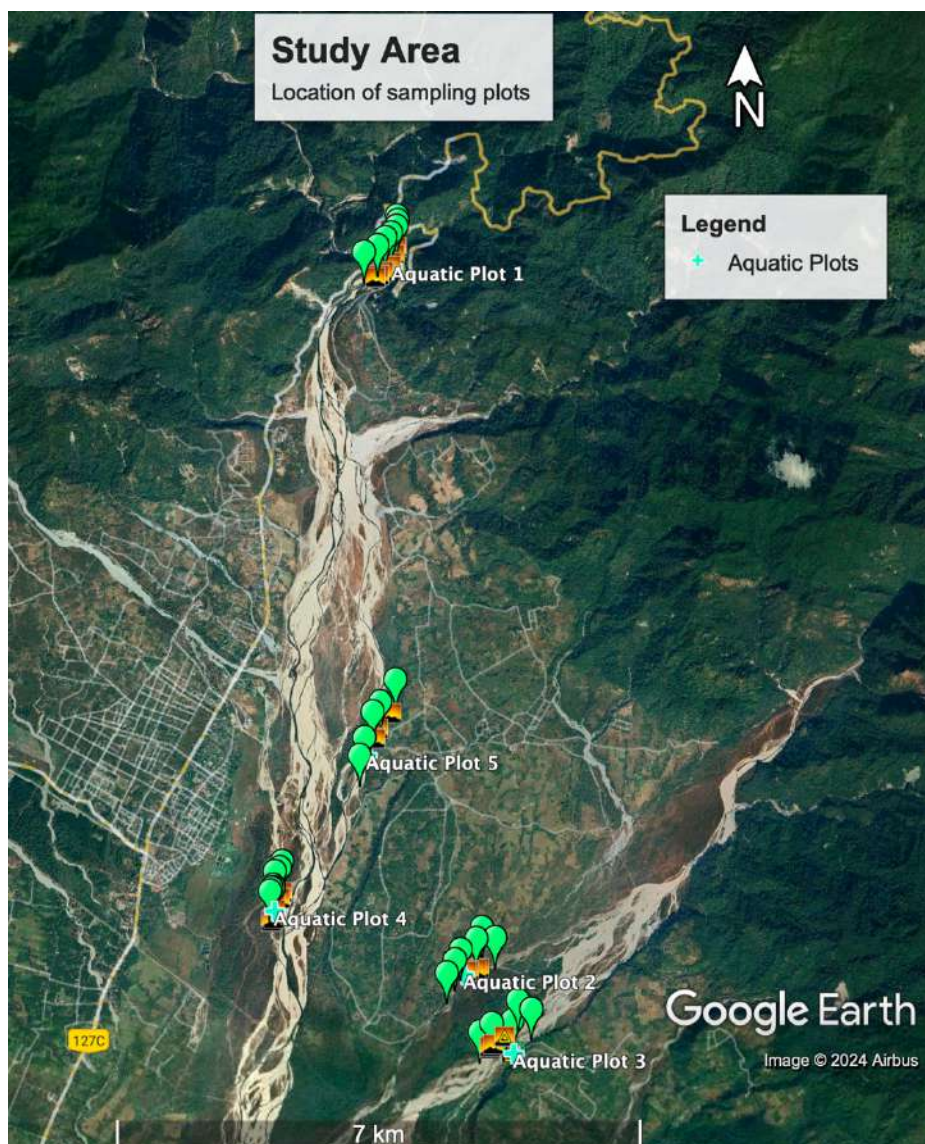 Study Area
Location of sampling plots
N
Legend
Aquatic Plots
Aquatic Plot 1
Aquatic Plot 5
Aquatic Plot 4
Aquatic Plot 2
Aquatic Plot 3
Google Earth
127C
Image © 2024 Airbus
7 km